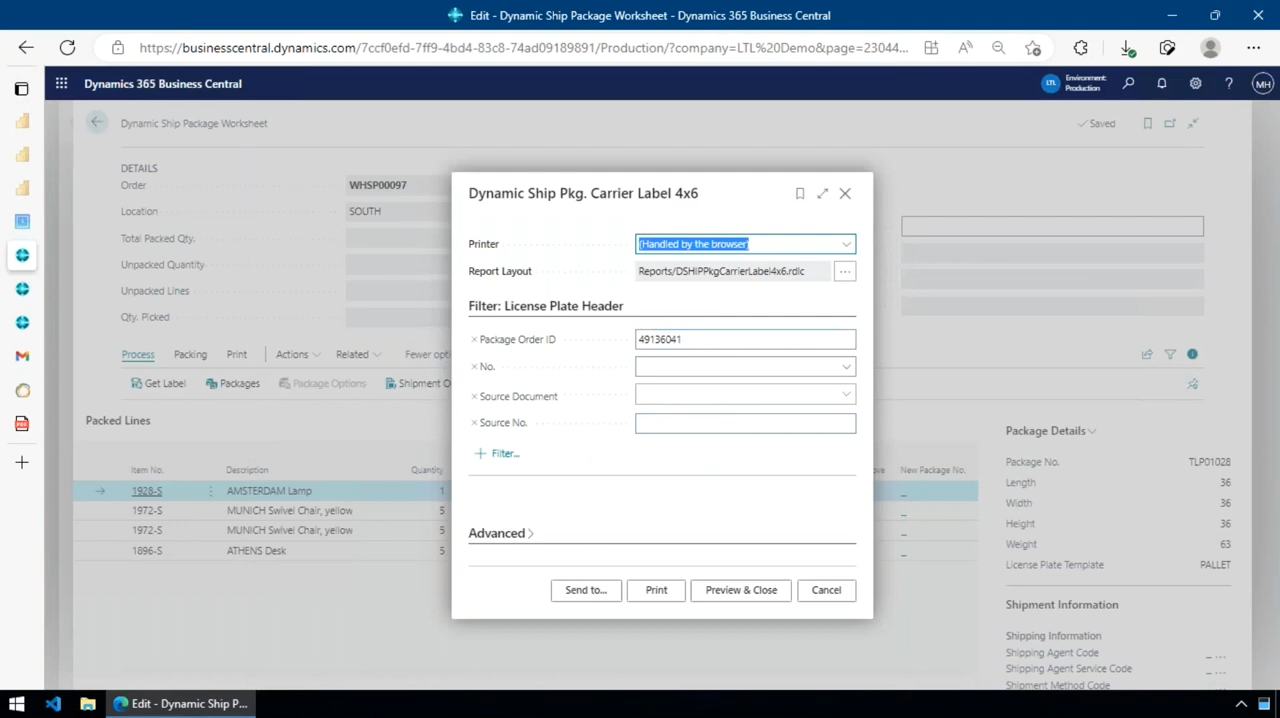 Edit - Dynamic Ship Package Worksheet - Dynamics 365 Business Central
https://businesscentral.dynamics.com/7ccf0efd-7ff9-4bd4-83c8-74ad09189891/Production/?company=LTL%20Demo&page=23044...
Dynamics 365 Business Central
LTL
Environment:
Production
MH
Dynamic Ship Package Worksheet
Saved
DETAILS
Order WHSP00097
Location SOUTH
Total Packed Qty.
Unpacked Quantity
Unpacked Lines
Qty. Picked
Process Packing Print Actions Related Fewer opti
Get Label Packages Package Options Shipment O
Packed Lines
Item No. Description Quantity New Package No.
1928-S AMSTERDAM Lamp 1
1972-S MUNICH Swivel Chair, yellow 5
1972-S MUNICH Swivel Chair, yellow 5
1896-S ATHENS Desk 5
Dynamic Ship Pkg. Carrier Label 4x6
Printer (Handled by the browser)
Report Layout Reports/DSHIPPkgCarrierLabel4x6.rdlc ...
Filter: License Plate Header
× Package Order ID 49136041
× No.
× Source Document
× Source No.
+ Filter...
Advanced >
Send to... Print Preview & Close Cancel
Package Details
Package No. TLP01028
Length 36
Width 36
Height 36
Weight 63
License Plate Template PALLET
Shipment Information
Shipping Information
Shipping Agent Code _ ...
Shipping Agent Service Code _ ...
Shipment Method Code
Edit - Dynamic Ship P...